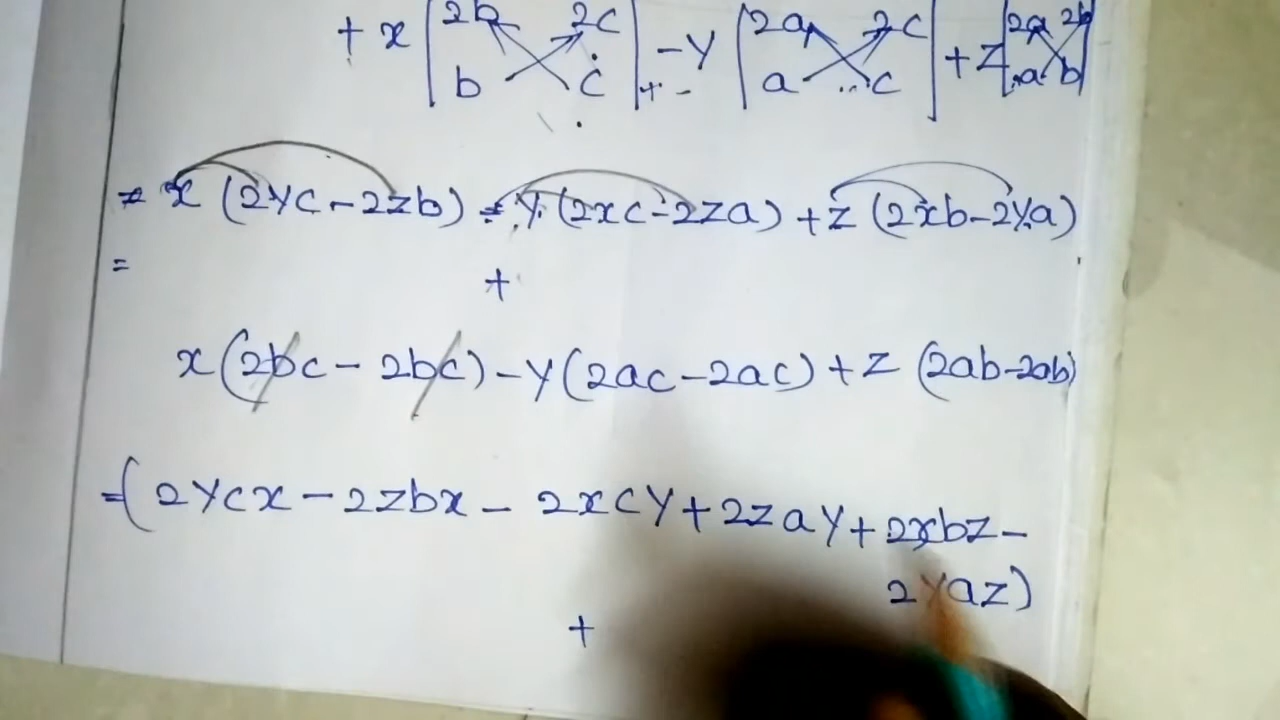 + x | 2b 2c | - y | 2a 2c | + z | 2a 2b |
b c + - a c a b
= x (2yc - 2zb) - y (2xc - 2za) + z (2xb - 2ya)
= +
x (2bc - 2bc) - y (2ac - 2ac) + z (2ab - 2ab)
= (2ycx - 2zbx - 2xcy + 2zay + 2xbz -
2yaz)
+